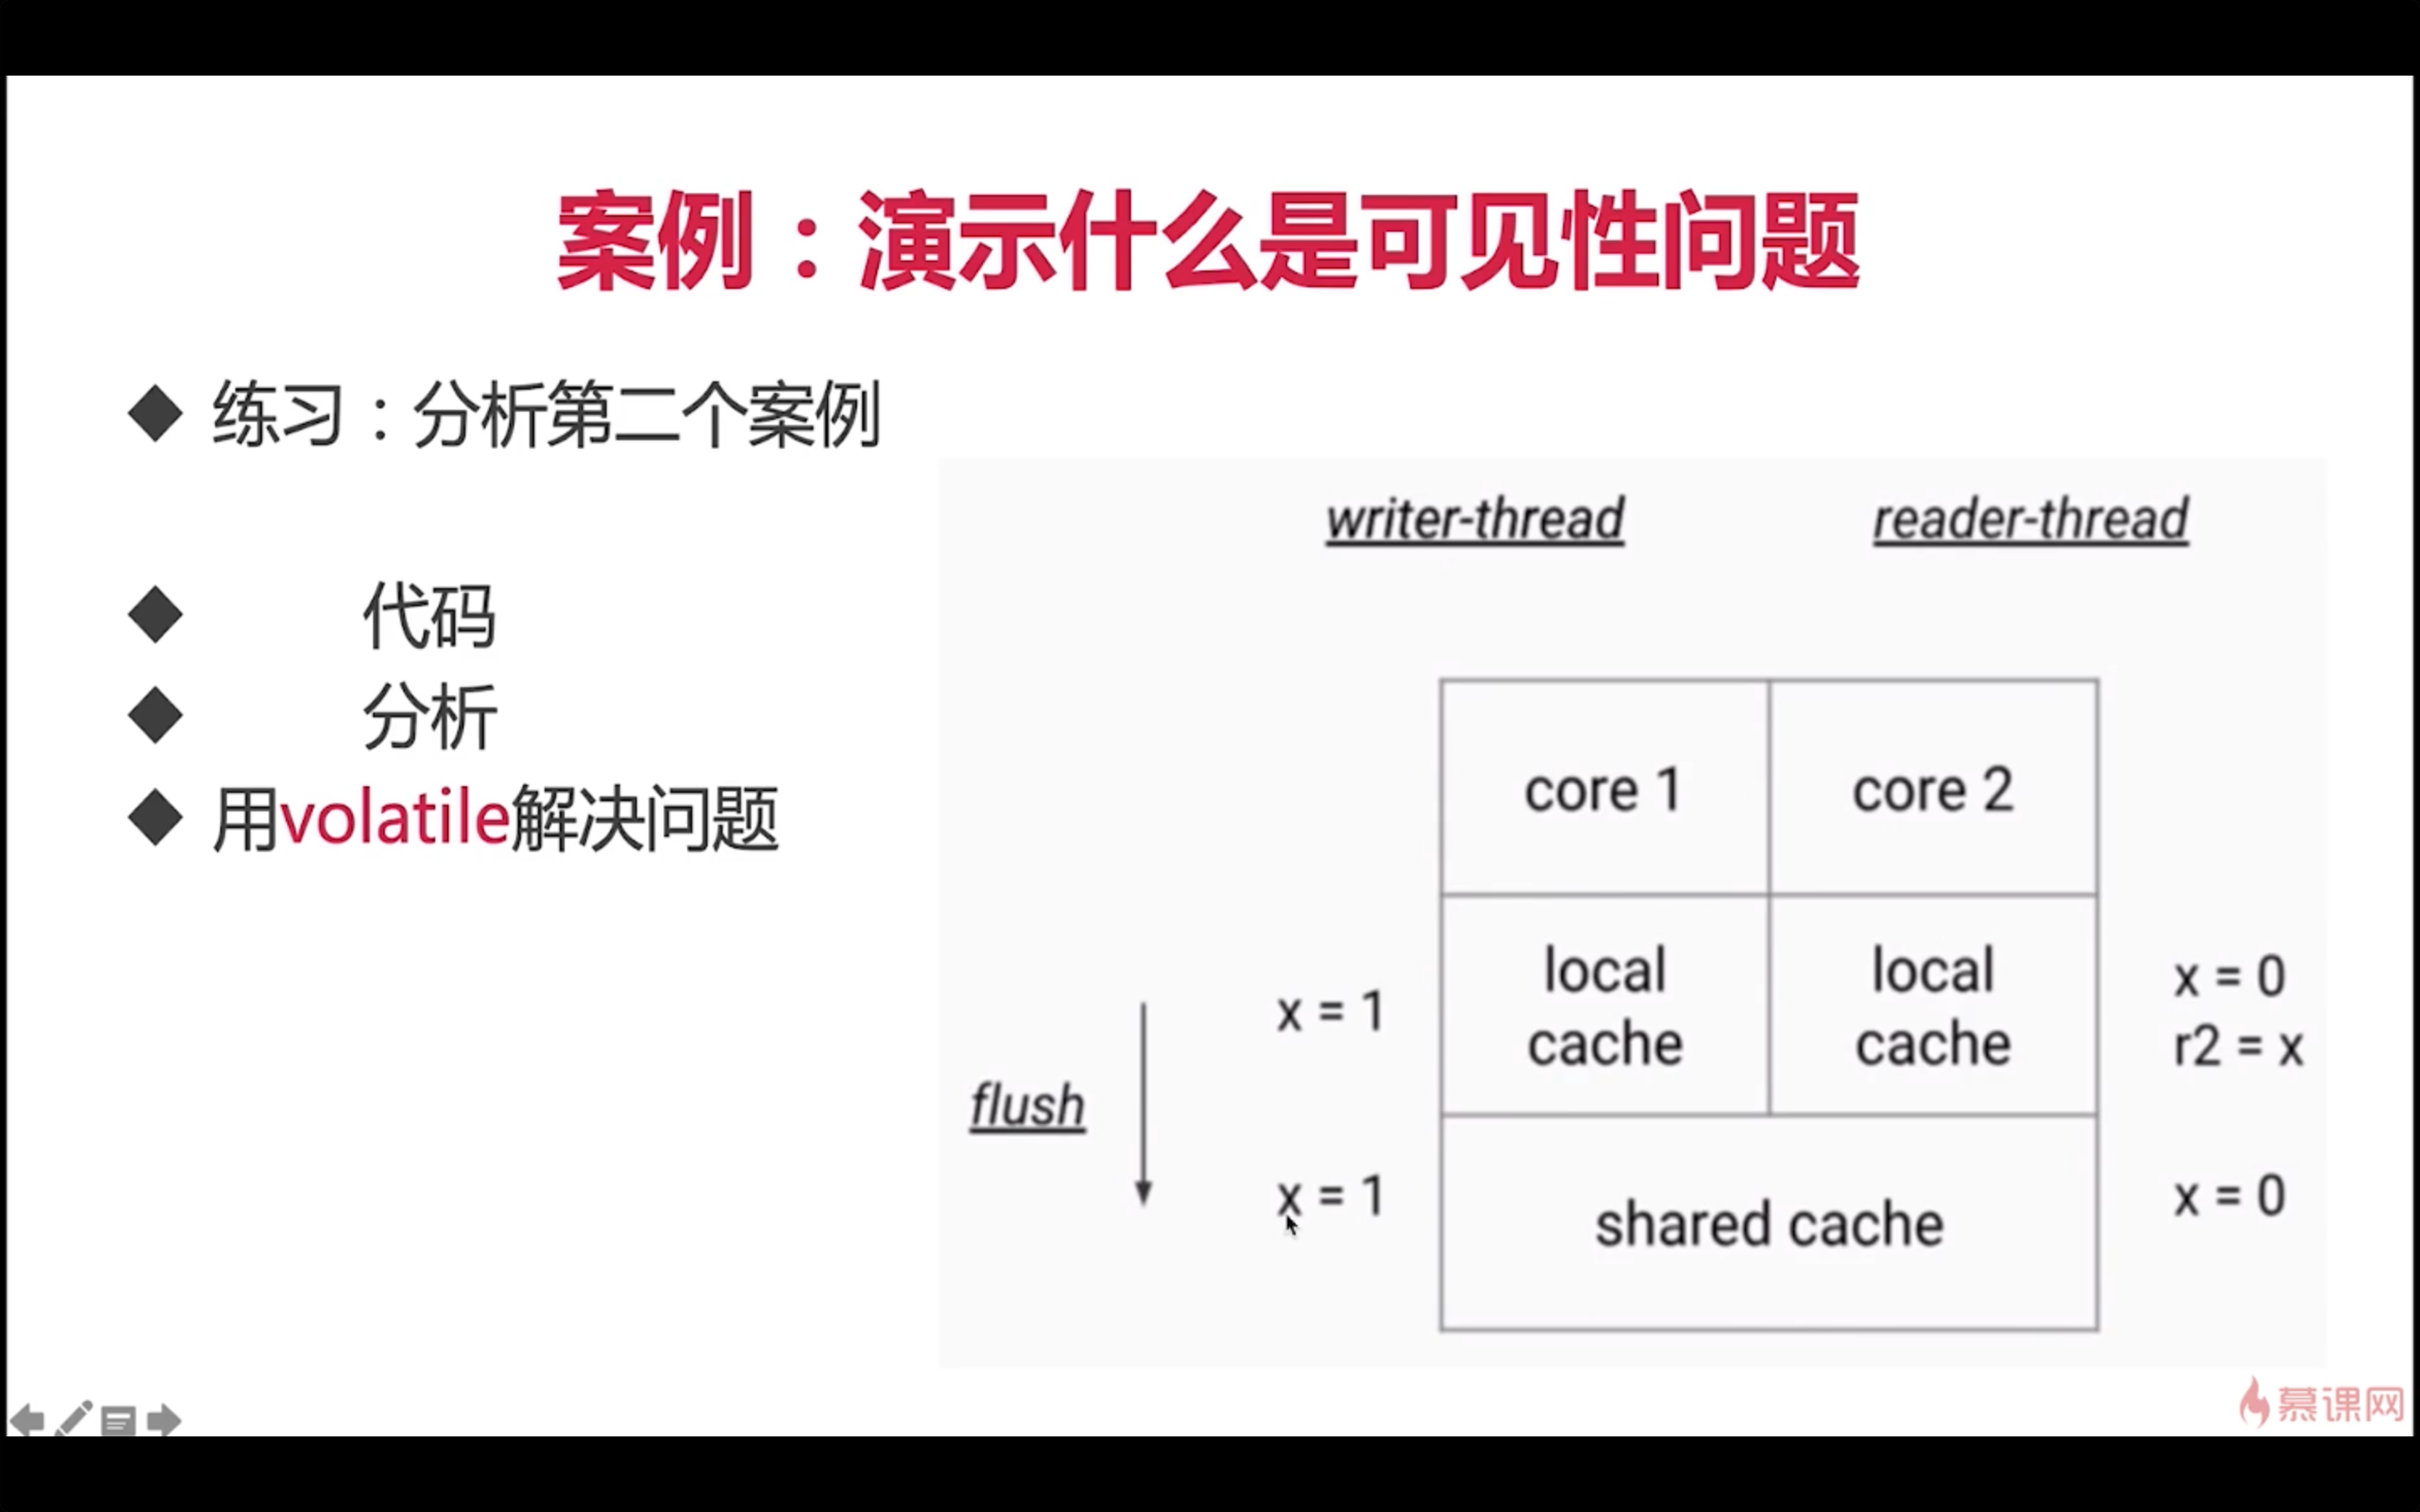 案例：演示什么是可见性问题
练习：分析第二个案例
代码
分析
用volatile解决问题
writer-thread
reader-thread
core 1
core 2
x = 1
local
cache
local
cache
x = 0
r2 = x
flush
x = 1
shared cache
x = 0
慕课网